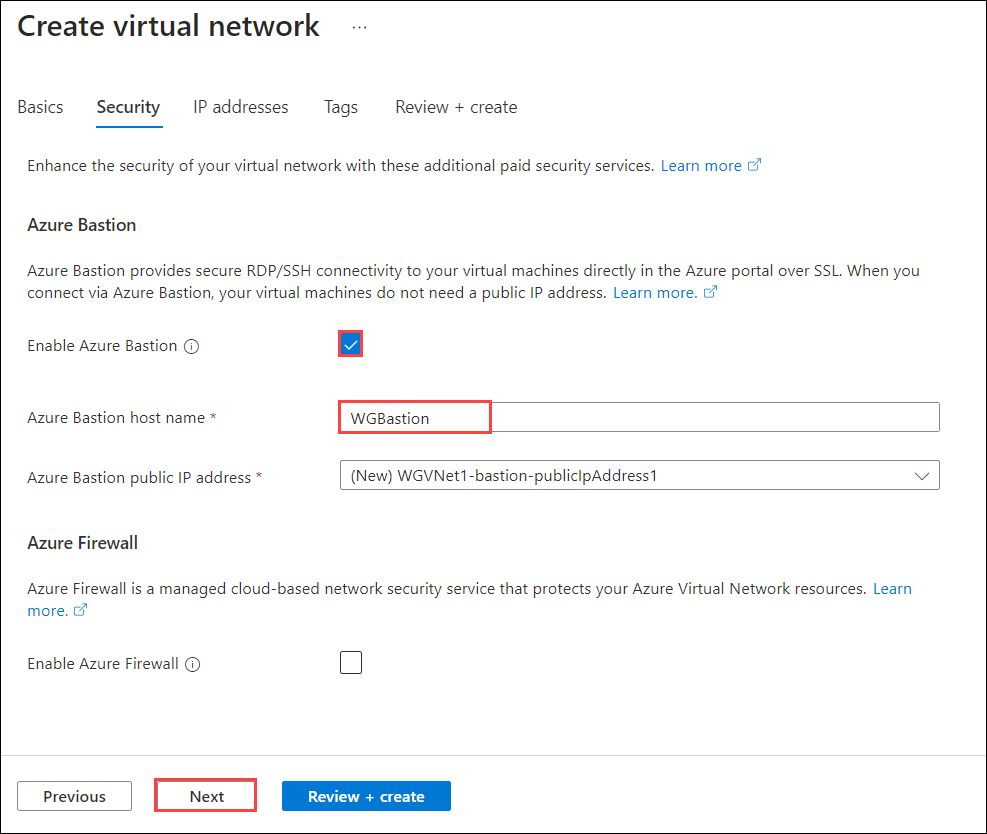 Create virtual network ...
Basics Security IP addresses Tags Review + create
Enhance the security of your virtual network with these additional paid security services. Learn more
Azure Bastion
Azure Bastion provides secure RDP/SSH connectivity to your virtual machines directly in the Azure portal over SSL. When you
connect via Azure Bastion, your virtual machines do not need a public IP address. Learn more.
Enable Azure Bastion
Azure Bastion host name * WGBastion
Azure Bastion public IP address * (New) WGVNet1-bastion-publicIpAddress1
Azure Firewall
Azure Firewall is a managed cloud-based network security service that protects your Azure Virtual Network resources. Learn
more.
Enable Azure Firewall
Previous Next Review + create